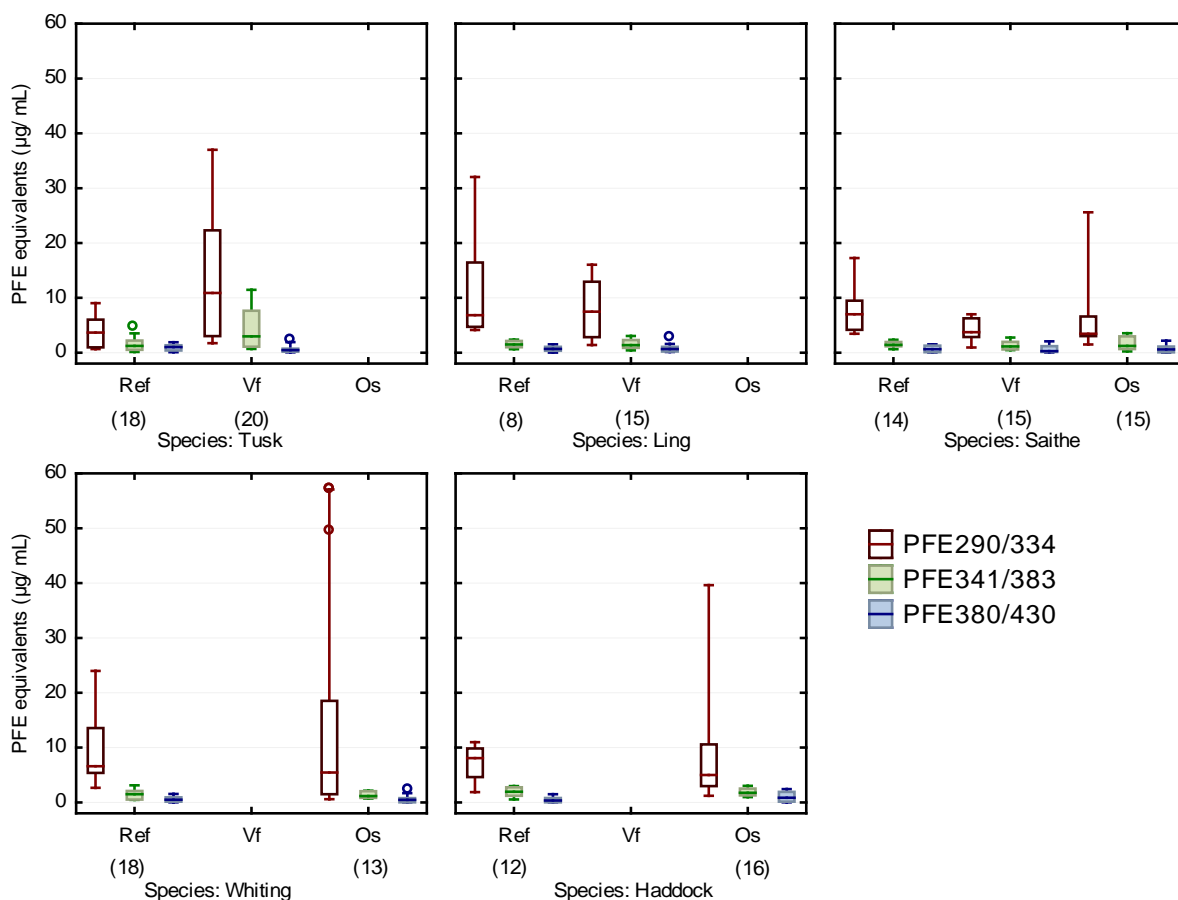 PFE equivalents (µg/ mL)
60
50
40
30
20
10
0
Ref Vf Os
(18) (20)
Species: Tusk
Ref Vf Os
(8) (15)
Species: Ling
Ref Vf Os
(14) (15) (15)
Species: Saithe
PFE equivalents (µg/ mL)
60
50
40
30
20
10
0
Ref Vf Os
(18) (13)
Species: Whiting
Ref Vf Os
(12) (16)
Species: Haddock
PFE290/334
PFE341/383
PFE380/430